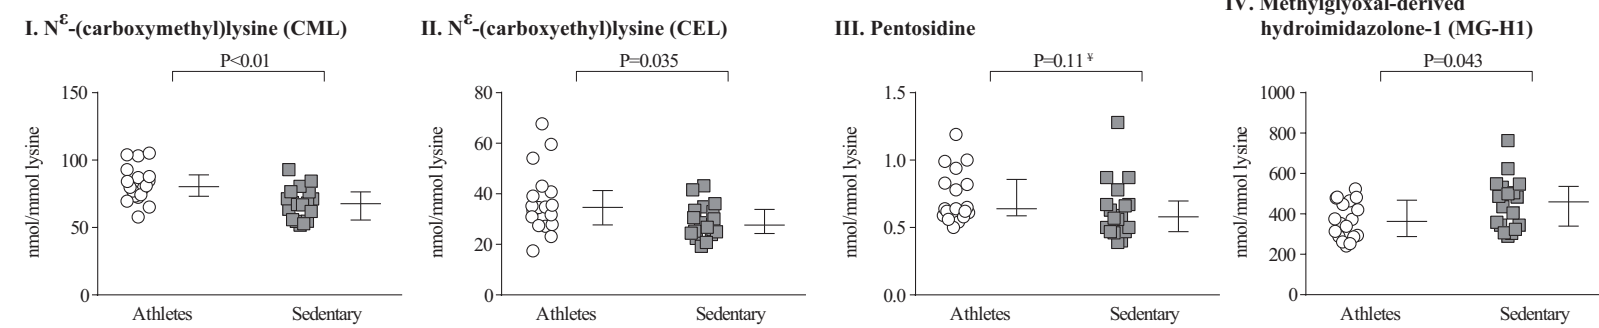 I. Nε-(carboxymethyl)lysine (CML)
P<0.01
nmol/mmol lysine
150
100
50
0
Athletes
Sedentary
II. Nε-(carboxyethyl)lysine (CEL)
P=0.035
nmol/mmol lysine
80
60
40
20
0
Athletes
Sedentary
III. Pentosidine
P=0.11 ¥
nmol/mmol lysine
1.5
1.0
0.5
0.0
Athletes
Sedentary
IV. Methylglyoxal-derived
hydroimidazolone-1 (MG-H1)
P=0.043
nmol/mmol lysine
1000
800
600
400
200
0
Athletes
Sedentary